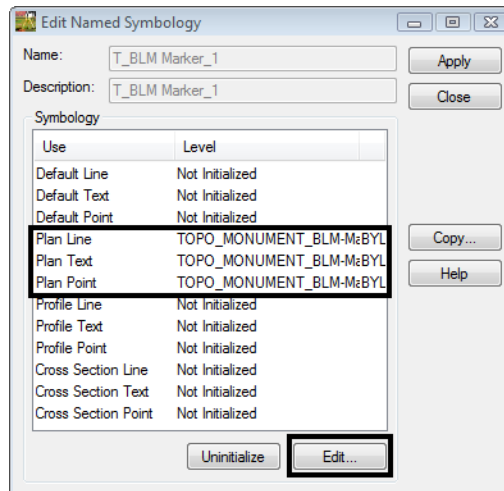 Edit Named Symbology
Name: T_BLM Marker_1 Apply
Description: T_BLM Marker_1 Close
Symbology
Use Level
Default Line Not Initialized
Default Text Not Initialized
Default Point Not Initialized
Plan Line TOPO_MONUMENT_BLM-MaBYL Copy...
Plan Text TOPO_MONUMENT_BLM-MaBYL
Plan Point TOPO_MONUMENT_BLM-MaBYL Help
Profile Line Not Initialized
Profile Text Not Initialized
Profile Point Not Initialized
Cross Section Line Not Initialized
Cross Section Text Not Initialized
Cross Section Point Not Initialized
Uninitialize Edit...